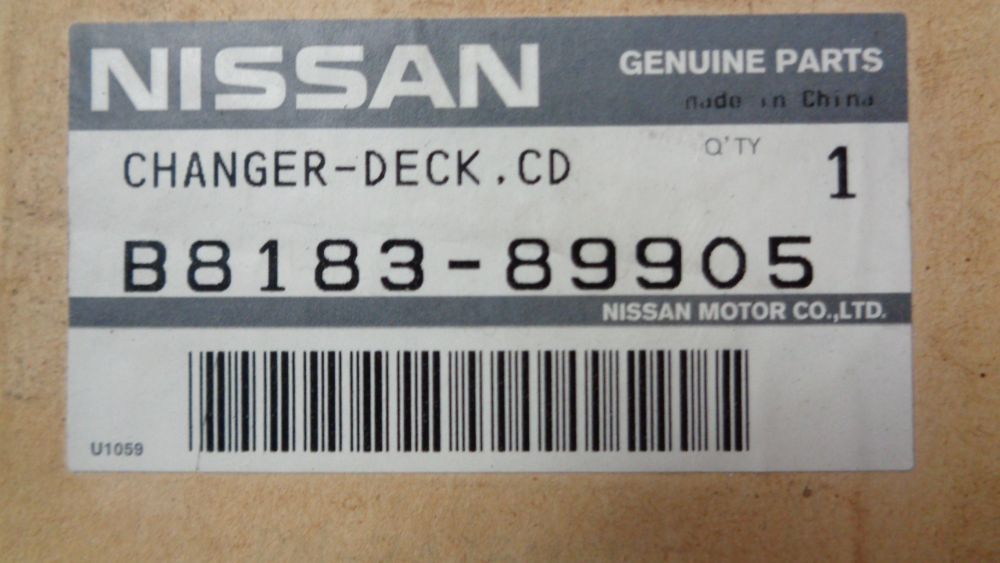 NISSAN
GENUINE PARTS
made in China
CHANGER-DECK.CD
Q'TY
1
B8183-89905
NISSAN MOTOR CO.,LTD.
U1059